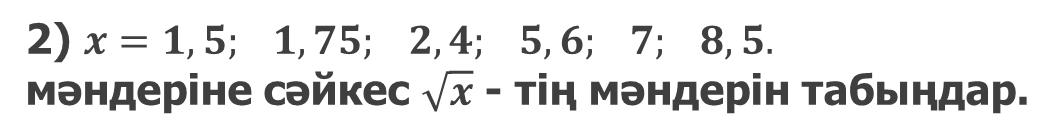 2) x = 1, 5;   1, 75;   2, 4;   5, 6;   7;   8, 5.
мәндеріне сәйкес √x - тің мәндерін табыңдар.